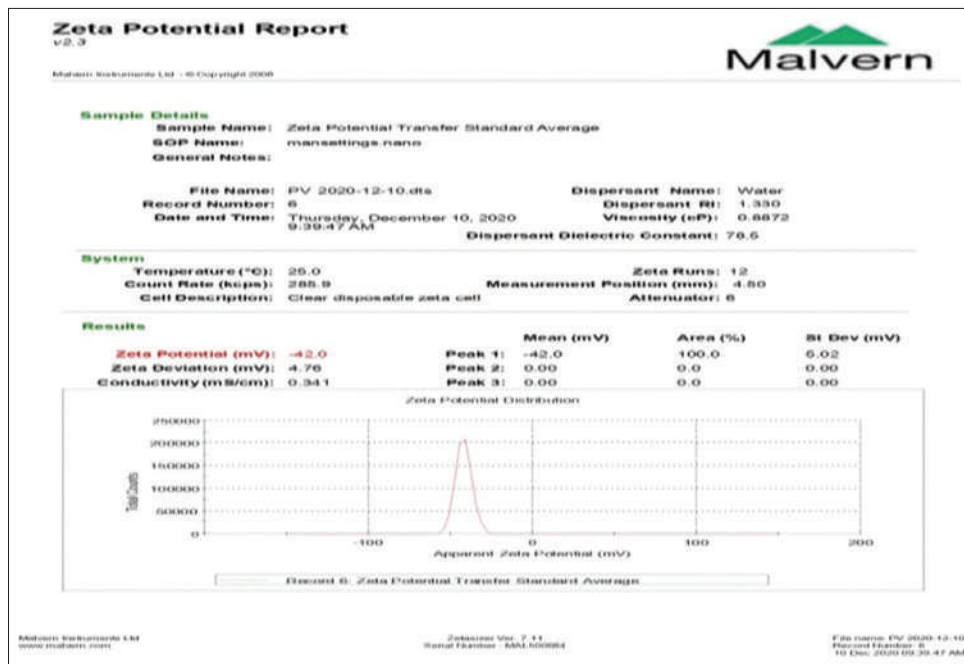 Zeta Potential Report
v2.3
Malvern
Malvern Instruments Ltd - © Copyright 2008
Sample Details
Sample Name: Zeta Potential Transfer Standard Average
SOP Name: mansettings.nano
General Notes:
File Name: PV 2020-12-10.dts Dispersant Name: Water
Record Number: 6 Dispersant RI: 1.330
Date and Time: Thursday, December 10, 2020 9:39:47 AM Viscosity (cP): 0.8872
Dispersant Dielectric Constant: 78.5
System
Temperature (°C): 25.0 Zeta Runs: 12
Count Rate (kcps): 285.9 Measurement Position (mm): 4.50
Cell Description: Clear disposable zeta cell Attenuator: 6
Results
Mean (mV) Area (%) St Dev (mV)
Zeta Potential (mV): -42.0 Peak 1: -42.0 100.0 5.02
Zeta Deviation (mV): 4.76 Peak 2: 0.00 0.0 0.00
Conductivity (mS/cm): 0.341 Peak 3: 0.00 0.0 0.00
Zeta Potential Distribution
250000
200000
150000
100000
50000
0
Total Counts
-100 0 100 200
Apparent Zeta Potential (mV)
Record 6: Zeta Potential Transfer Standard Average
Malvern Instruments Ltd
www.malvern.com
Zetasizer Ver. 7.11
Serial Number :
File name: PV 2020-12-10
Record Number: 6
10 Dec 2020 09:39:47 AM